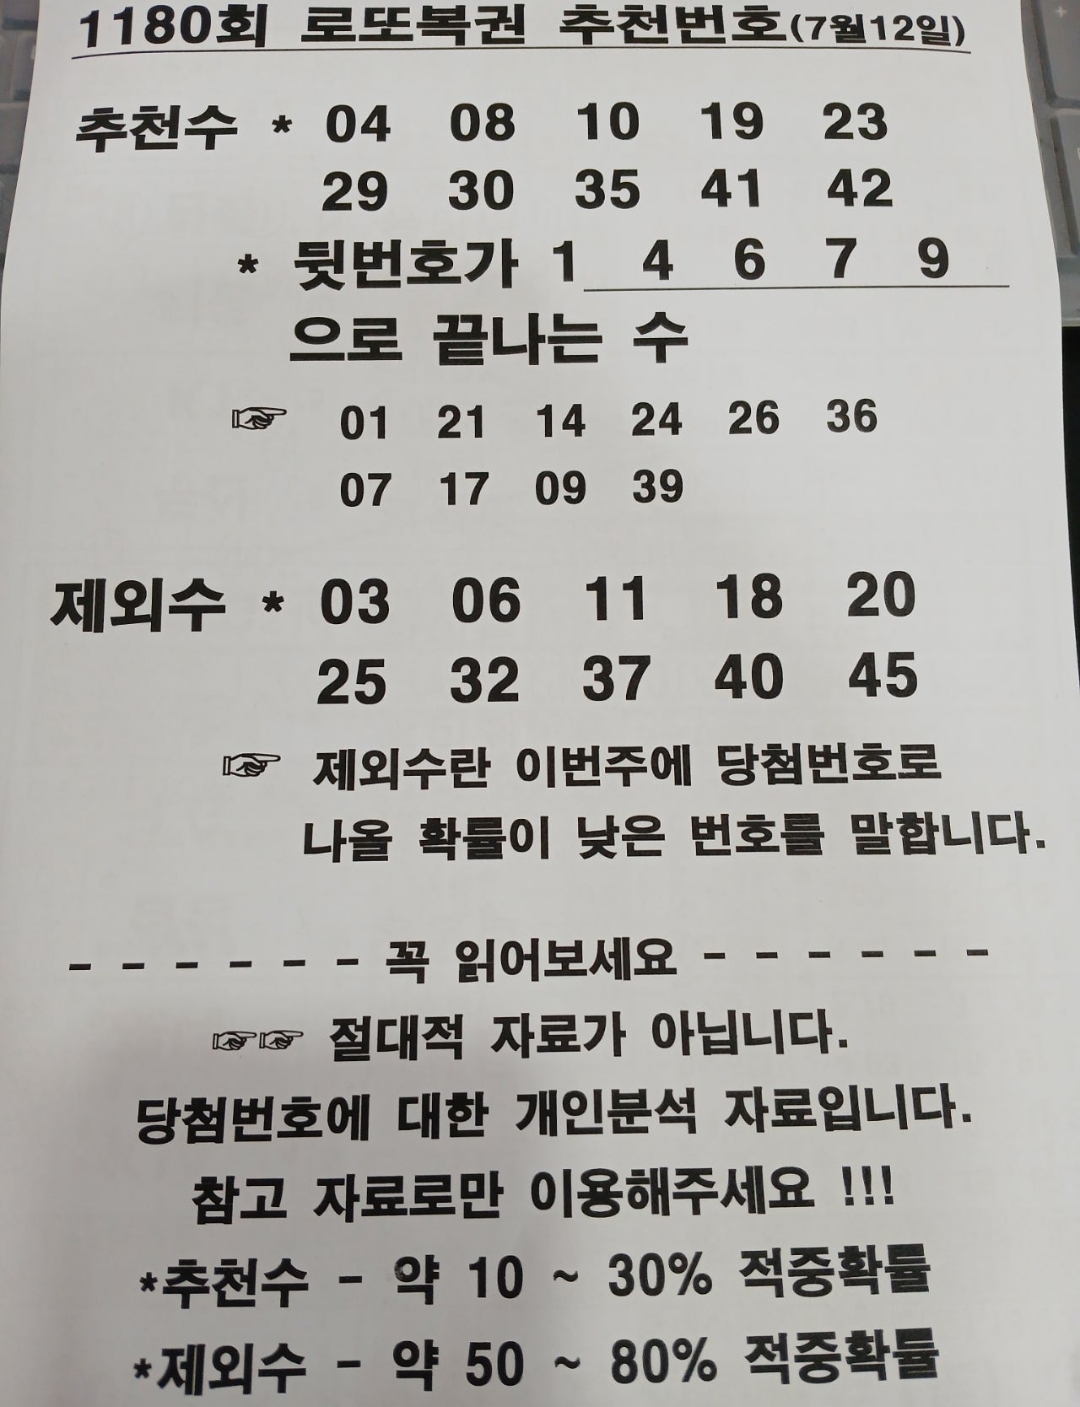 1180회 로또복권 추천번호(7월12일)
추천수 * 04 08 10 19 23
29 30 35 41 42
* 뒷번호가 1 4 6 7 9
으로 끝나는 수
☞ 01 21 14 24 26 36
07 17 09 39
제외수 * 03 06 11 18 20
25 32 37 40 45
☞ 제외수란 이번주에 당첨번호로
나올 확률이 낮은 번호를 말합니다.
- - - - - - 꼭 읽어보세요 - - - - - -
☞☞ 절대적 자료가 아닙니다.
당첨번호에 대한 개인분석 자료입니다.
참고 자료로만 이용해주세요 !!!
*추천수 - 약 10 ~ 30% 적중확률
*제외수 - 약 50 ~ 80% 적중확률